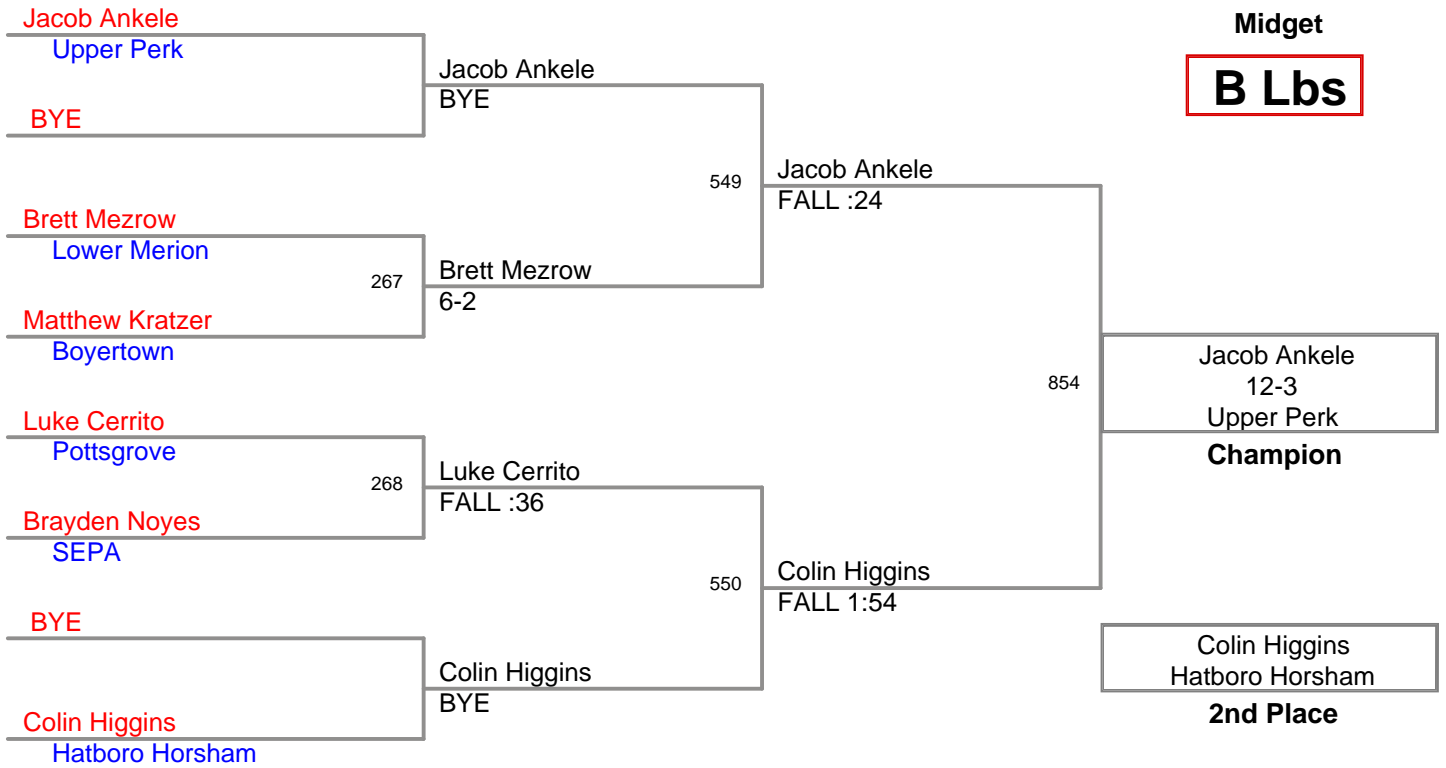 Jacob Ankele
Upper Perk
BYE
Brett Mezrow
Lower Merion
267
Matthew Kratzer
Boyertown
Luke Cerrito
Pottsgrove
268
Brayden Noyes
SEPA
BYE
Colin Higgins
Hatboro Horsham
Jacob Ankele
BYE
549
Brett Mezrow
6-2
Luke Cerrito
FALL :36
550
Colin Higgins
BYE
Jacob Ankele
FALL :24
854
Colin Higgins
FALL 1:54
Midget
B Lbs
Jacob Ankele
12-3
Upper Perk
Champion
Colin Higgins
Hatboro Horsham
2nd Place